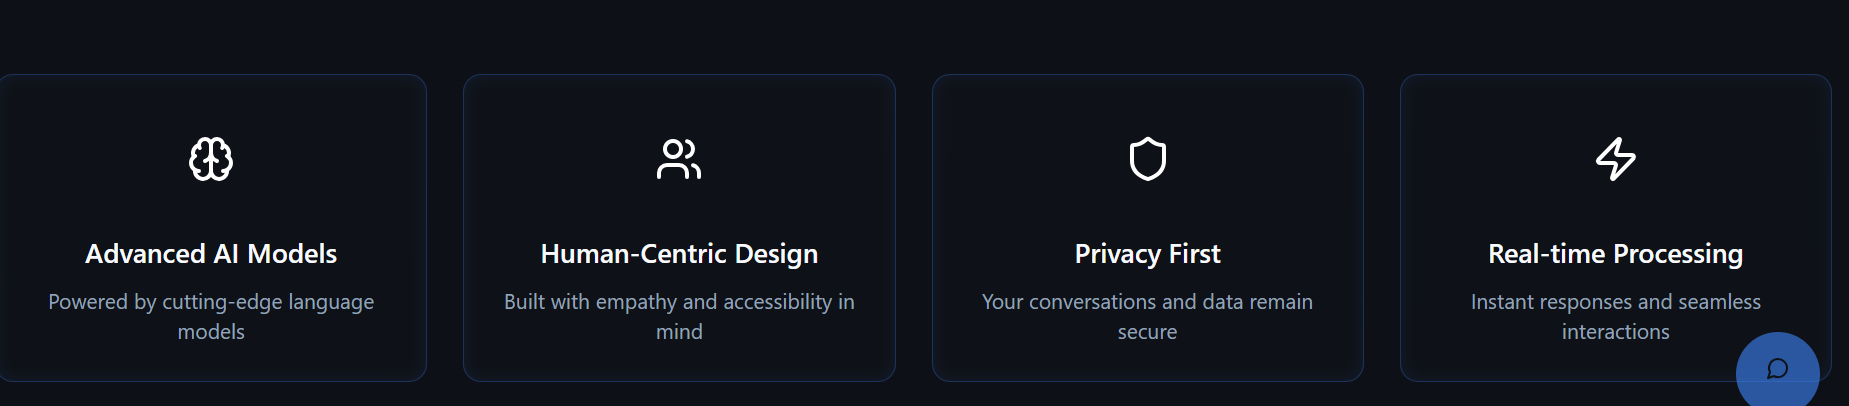 Advanced AI Models
Powered by cutting-edge language
models
Human-Centric Design
Built with empathy and accessibility in
mind
Privacy First
Your conversations and data remain
secure
Real-time Processing
Instant responses and seamless
interactions